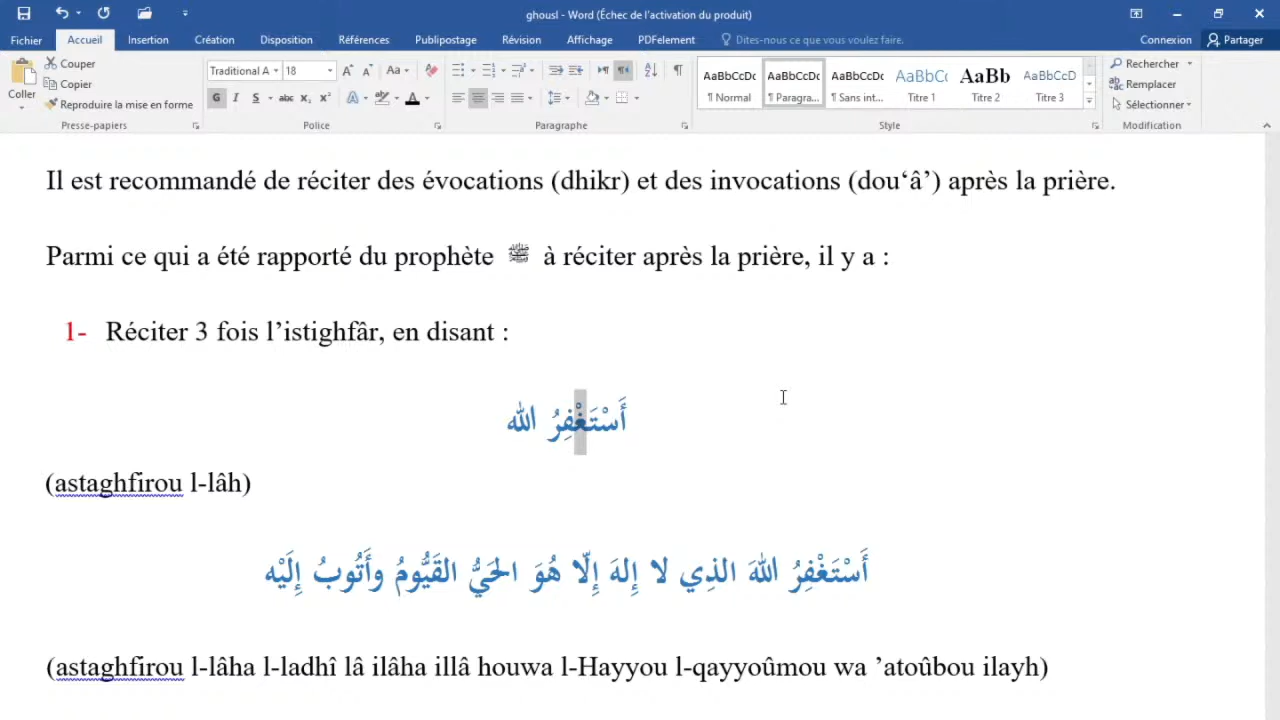 ghousl - Word (Échec de l'activation du produit)
Fichier Accueil Insertion Création Disposition Références Publipostage Révision Affichage PDFelement Dites-nous ce que vous voulez faire. Connexion Partager
Coller
Couper
Copier
Reproduire la mise en forme
Presse-papiers
Traditional A 18
Police
Paragraphe
AaBbCcDc AaBbCcDc AaBbCcDc AaBbCc AaBb AaBbCcD
¶ Normal ¶ Paragra... ¶ Sans int... Titre 1 Titre 2 Titre 3
Style
Rechercher
Remplacer
Sélectionner
Modification
Il est recommandé de réciter des évocations (dhikr) et des invocations (dou‘â’) après la prière.
Parmi ce qui a été rapporté du prophète ﷺ à réciter après la prière, il y a :
1- Réciter 3 fois l’istighfâr, en disant :
أَسْتَغْفِرُ الله
(astaghfirou l-lâh)
أَسْتَغْفِرُ اللهَ الذِي لا إِلهَ إِلّا هُوَ الحَيُّ القَيُّومُ وأَتُوبُ إِلَيْه
(astaghfirou l-lâha l-ladhî lâ ilâha illâ houwa l-Hayyou l-qayyoûmou wa ’atoûbou ilayh)